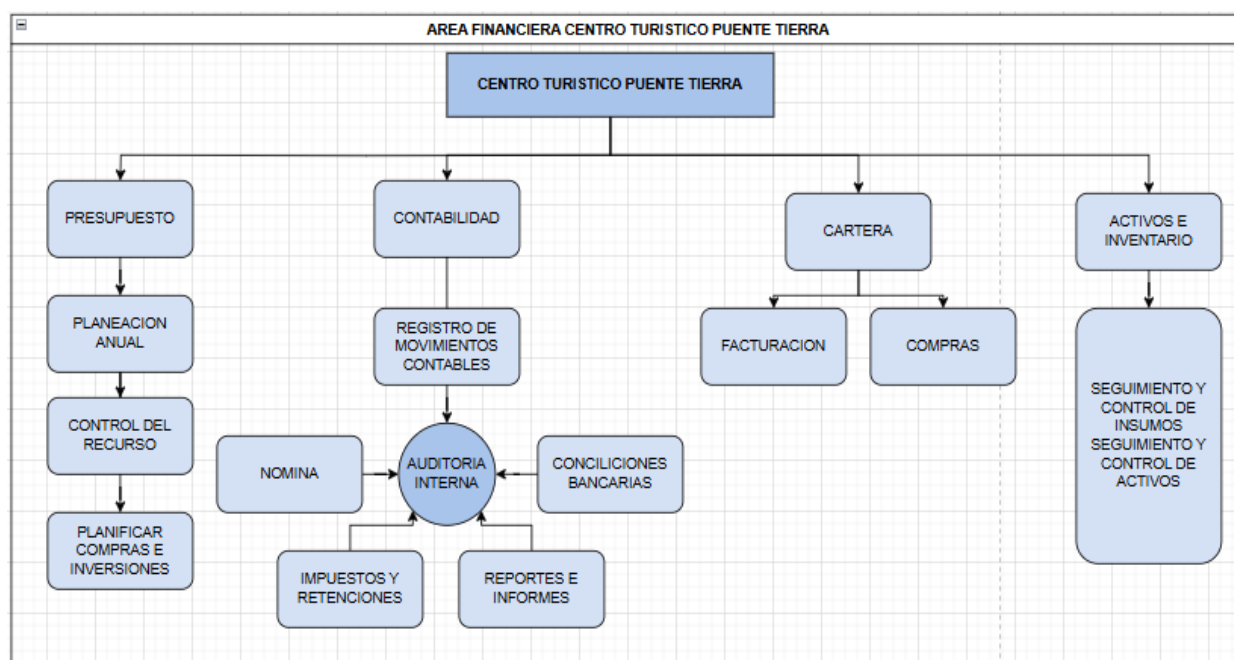 AREA FINANCIERA CENTRO TURISTICO PUENTE TIERRA
CENTRO TURISTICO PUENTE TIERRA
PRESUPUESTO
CONTABILIDAD
CARTERA
ACTIVOS E
INVENTARIO
PLANEACION
ANUAL
REGISTRO DE
MOVIMIENTOS
CONTABLES
FACTURACION
COMPRAS
SEGUIMIENTO Y
CONTROL DE
INSUMOS
SEGUIMIENTO Y
CONTROL DE
ACTIVOS
CONTROL DEL
RECURSO
NOMINA
AUDITORIA
INTERNA
CONCILICIONES
BANCARIAS
PLANIFICAR
COMPRAS E
INVERSIONES
IMPUESTOS Y
RETENCIONES
REPORTES E
INFORMES